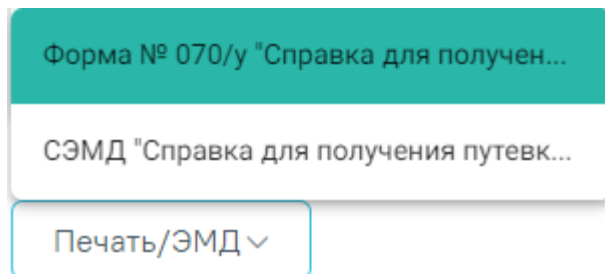 Форма № 070/у "Справка для получен...
СЭМД "Справка для получения путевк...
Печать/ЭМД